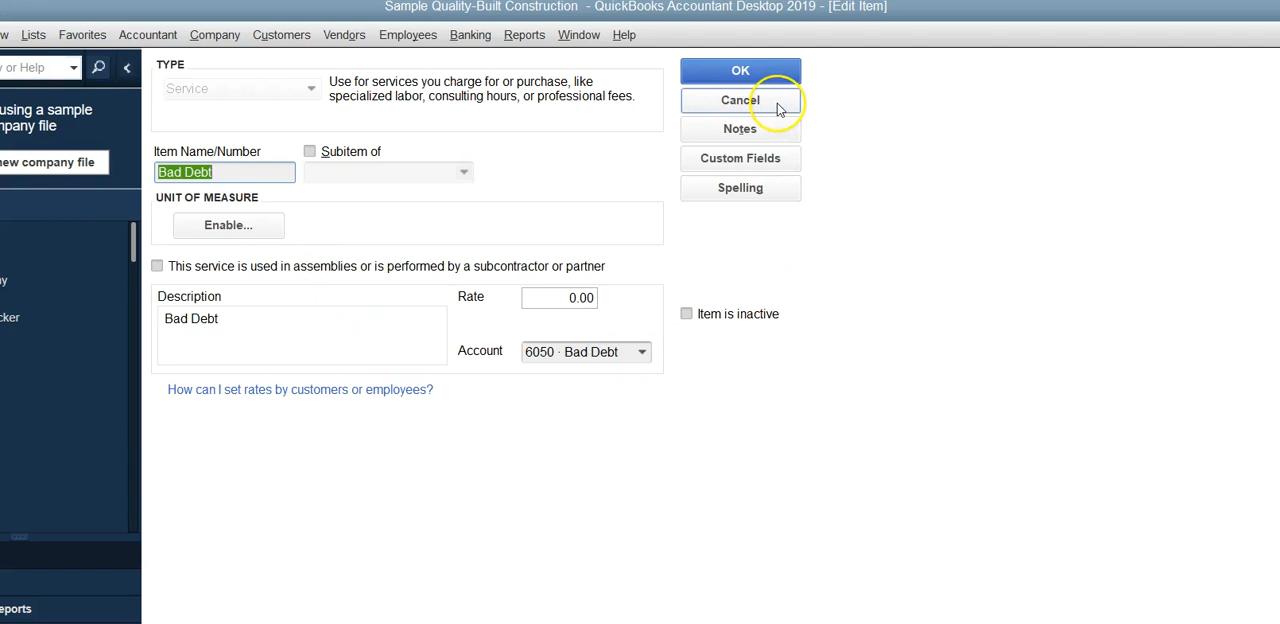 Sample Quality-Built Construction - QuickBooks Accountant Desktop 2019 - [Edit Item]
w Lists Favorites Accountant Company Customers Vendors Employees Banking Reports Window Help
y or Help
using a sample
mpany file
new company file
ny
cker
eports
TYPE
Service
Use for services you charge for or purchase, like
specialized labor, consulting hours, or professional fees.
Item Name/Number
Subitem of
Bad Debt
UNIT OF MEASURE
Enable...
This service is used in assemblies or is performed by a subcontractor or partner
Description
Rate
0.00
Bad Debt
Account
6050 · Bad Debt
How can I set rates by customers or employees?
OK
Cancel
Notes
Custom Fields
Spelling
Item is inactive